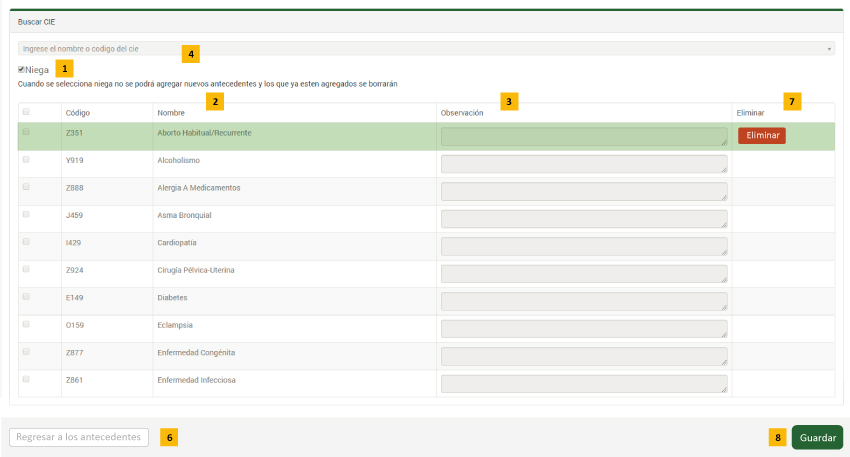 Buscar CIE
Ingrese el nombre o codigo del cie
4
Niega 1
Cuando se selecciona niega no se podrá agregar nuevos antecedentes y los que ya esten agregados se borrarán
2 3 7
Código Nombre Observación Eliminar
Z351 Aborto Habitual/Recurrente Eliminar
Y919 Alcoholismo
Z888 Alergia A Medicamentos
J459 Asma Bronquial
I429 Cardiopatía
Z924 Cirugía Pélvica-Uterina
E149 Diabetes
O159 Eclampsia
Z877 Enfermedad Congénita
Z861 Enfermedad Infecciosa
Regresar a los antecedentes 6 8 Guardar